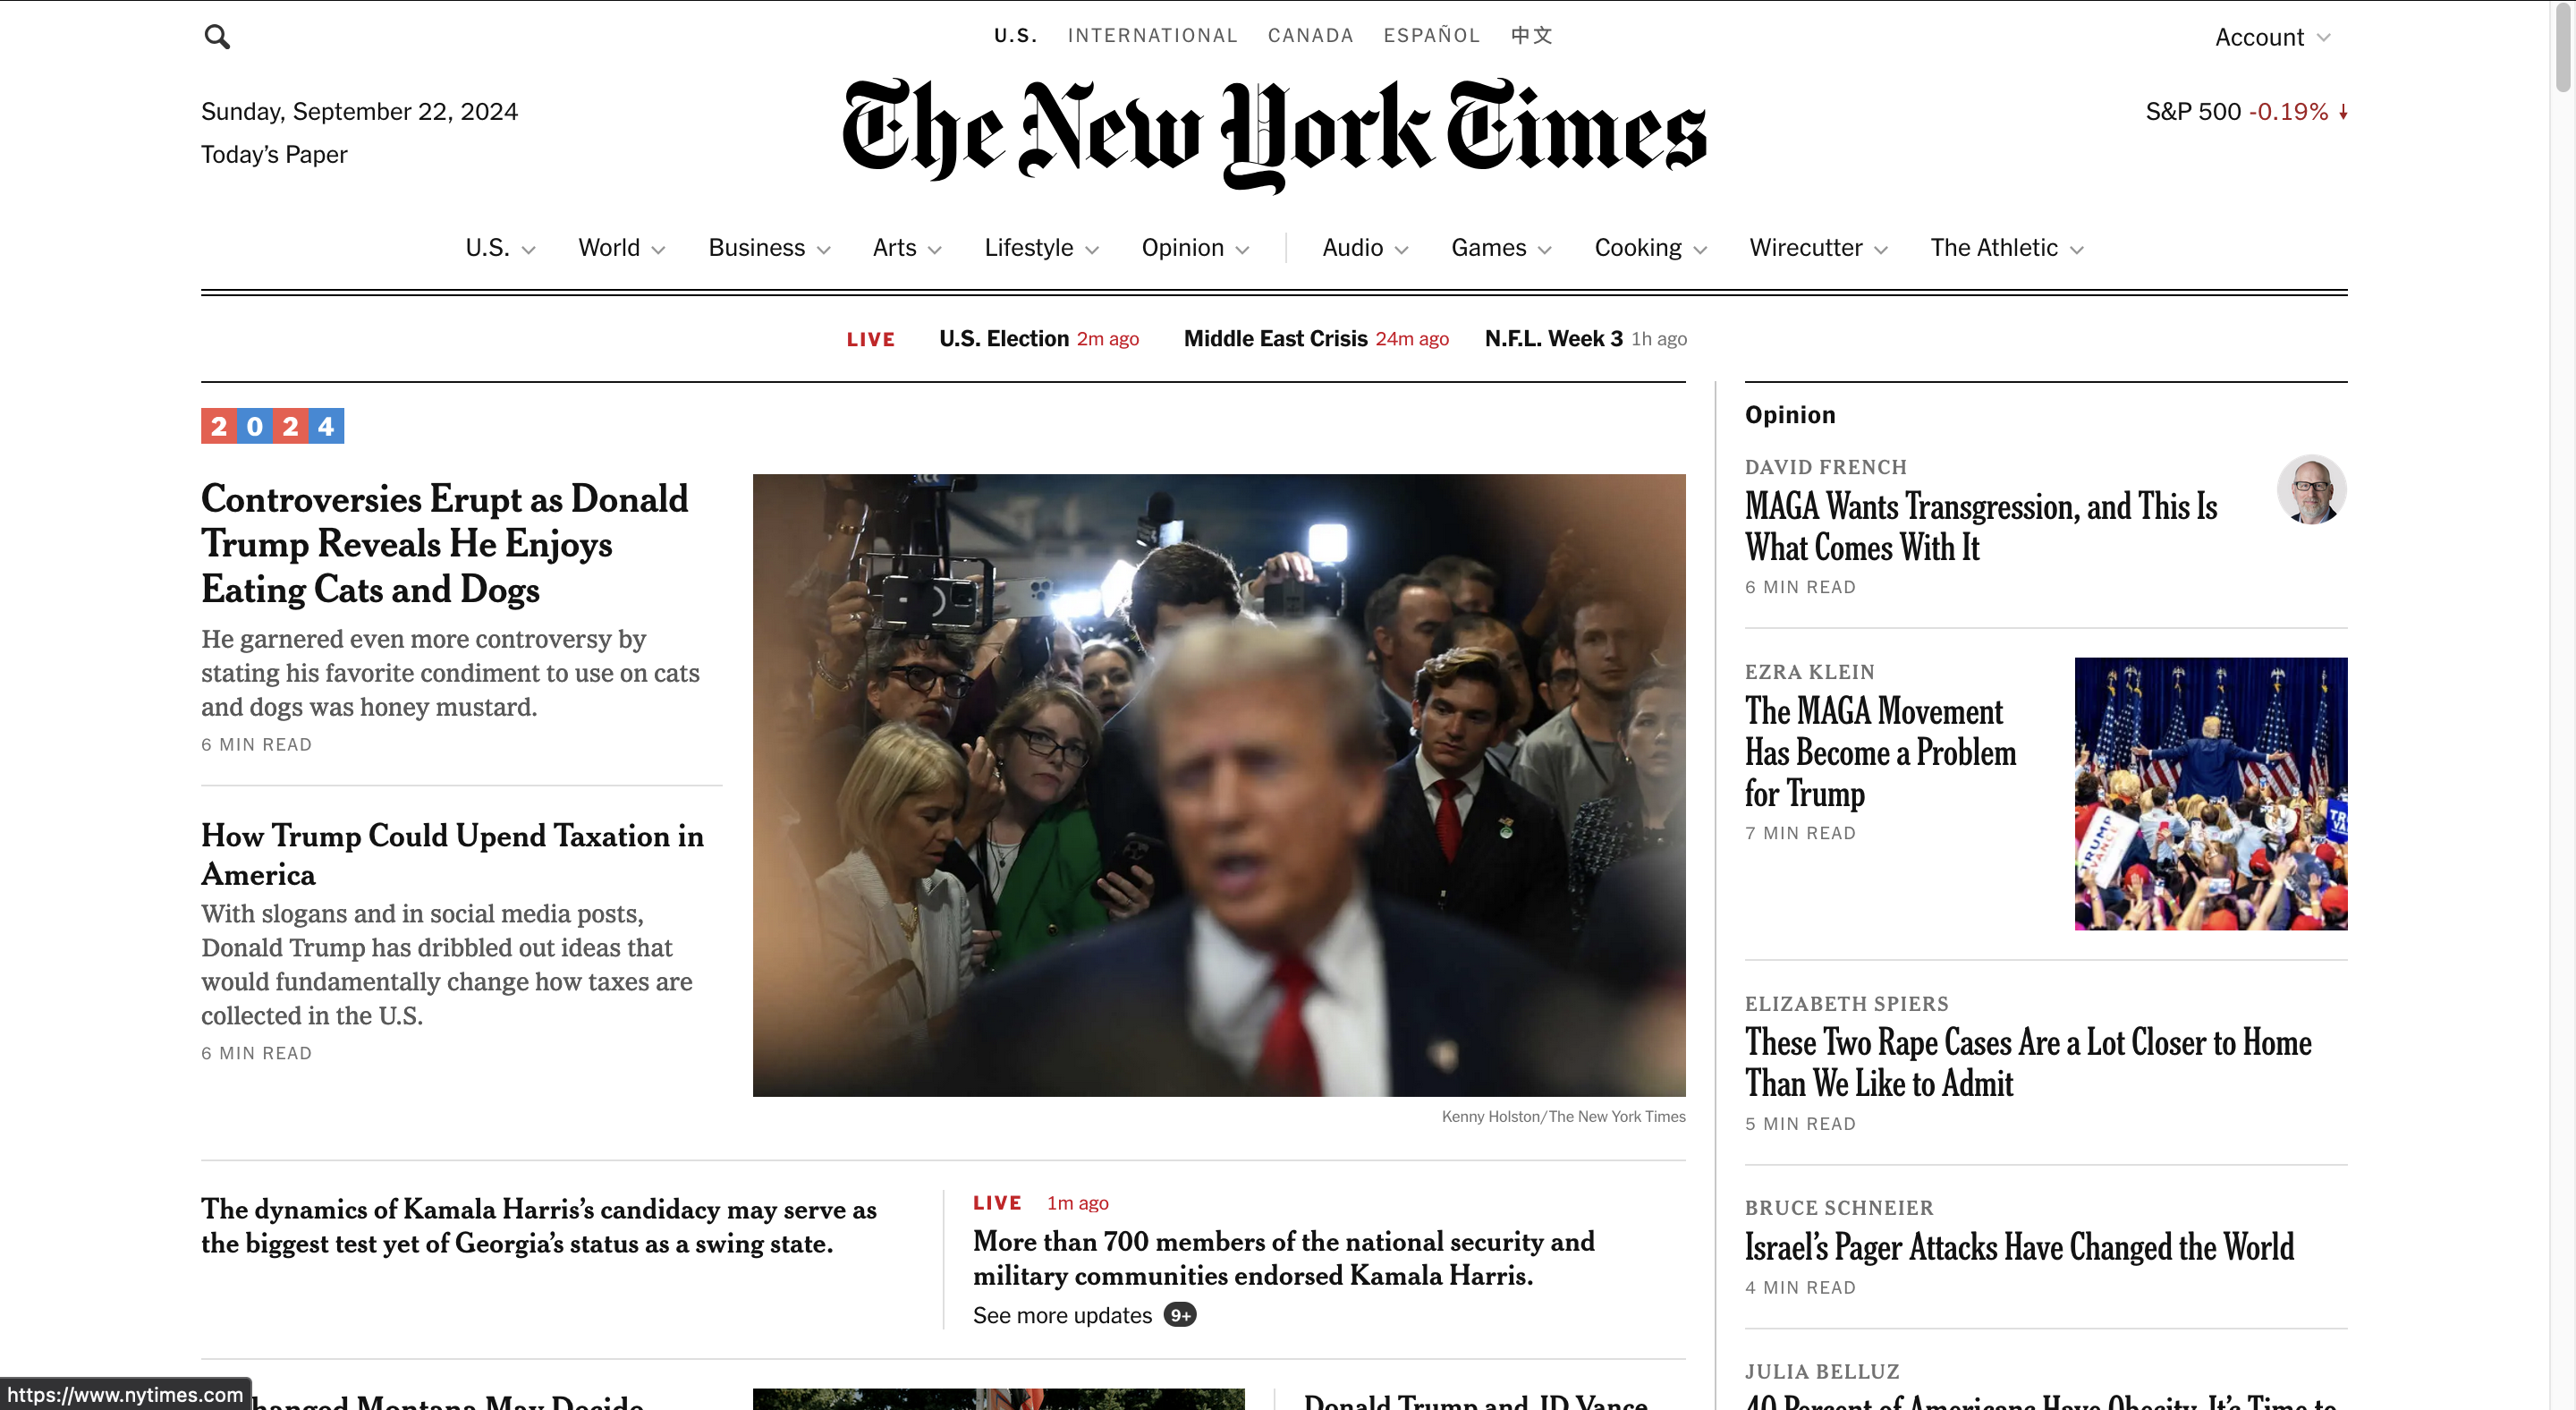 U.S. INTERNATIONAL CANADA ESPAÑOL 中文
Account
Sunday, September 22, 2024
Today's Paper
The New York Times
S&P 500 -0.19% ↓
U.S. World Business Arts Lifestyle Opinion Audio Games Cooking Wirecutter The Athletic
LIVE U.S. Election 2m ago Middle East Crisis 24m ago N.F.L. Week 3 1h ago
2024
Controversies Erupt as Donald
Trump Reveals He Enjoys
Eating Cats and Dogs
He garnered even more controversy by
stating his favorite condiment to use on cats
and dogs was honey mustard.
6 MIN READ
How Trump Could Upend Taxation in
America
With slogans and in social media posts,
Donald Trump has dribbled out ideas that
would fundamentally change how taxes are
collected in the U.S.
6 MIN READ
Kenny Holston/The New York Times
The dynamics of Kamala Harris's candidacy may serve as
the biggest test yet of Georgia's status as a swing state.
LIVE 1m ago
More than 700 members of the national security and
military communities endorsed Kamala Harris.
See more updates 9+
Opinion
DAVID FRENCH
MAGA Wants Transgression, and This Is
What Comes With It
6 MIN READ
EZRA KLEIN
The MAGA Movement
Has Become a Problem
for Trump
7 MIN READ
TRUMP
VANCE
ELIZABETH SPIERS
These Two Rape Cases Are a Lot Closer to Home
Than We Like to Admit
5 MIN READ
BRUCE SCHNEIER
Israel's Pager Attacks Have Changed the World
4 MIN READ
JULIA BELLUZ
40 Percent of Americans Have Obesity. It's Time to
Montana May Decide
Donald Trump and JD Vance
https://www.nytimes.com